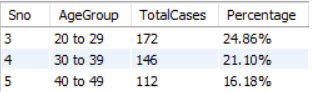 Sno AgeGroup TotalCases Percentage
3 20 to 29 172 24.86%
4 30 to 39 146 21.10%
5 40 to 49 112 16.18%